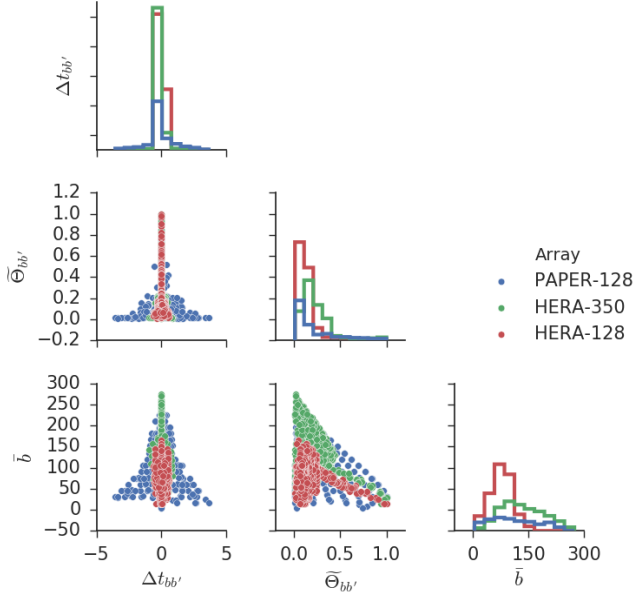 Δt_{bb′}
1.2
1.0
0.8
0.6
0.4
0.2
0.0
−0.2
Θ̃_{bb′}
Array
PAPER-128
HERA-350
HERA-128
300
250
200
150
100
50
0
−50
b̄
−5 0 5
Δt_{bb′}
0.0 0.5 1.0
Θ̃_{bb′}
0 150 300
b̄